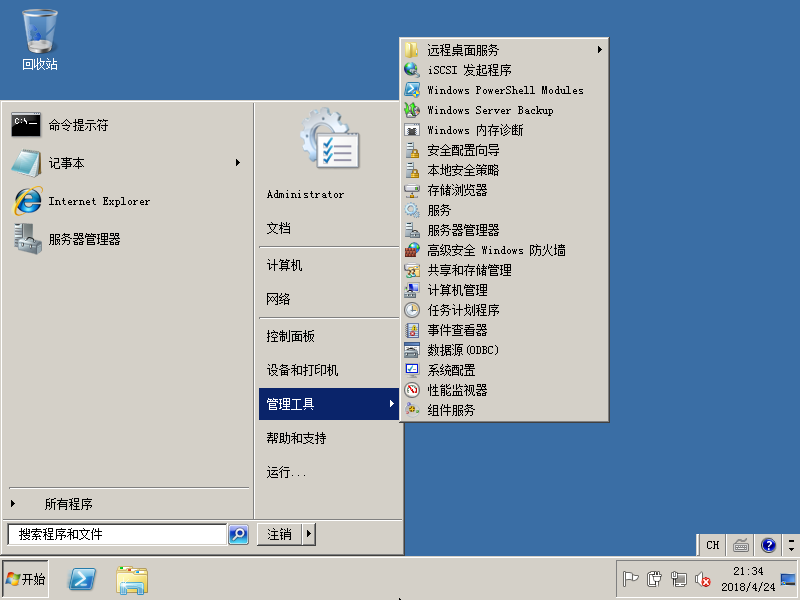 回收站
命令提示符
记事本
Internet Explorer
服务器管理器
所有程序
搜索程序和文件
Administrator
文档
计算机
网络
控制面板
设备和打印机
管理工具
帮助和支持
运行...
注销
远程桌面服务
iSCSI 发起程序
Windows PowerShell Modules
Windows Server Backup
Windows 内存诊断
安全配置向导
本地安全策略
存储浏览器
服务
服务器管理器
高级安全 Windows 防火墙
共享和存储管理
计算机管理
任务计划程序
事件查看器
数据源(ODBC)
系统配置
性能监视器
组件服务
CH
开始
21:34
2018/4/24